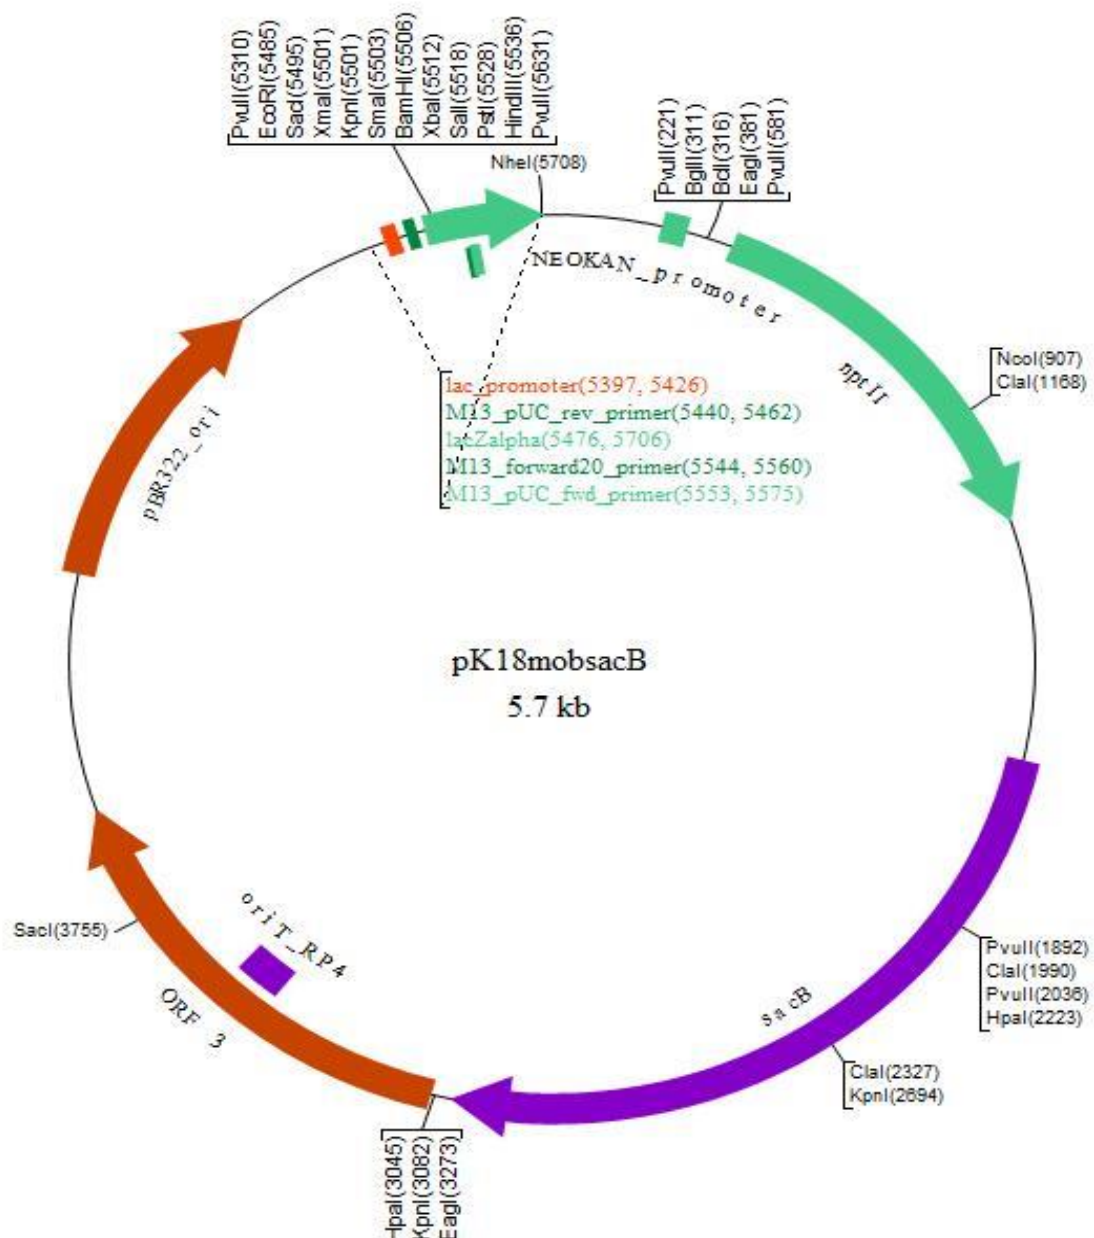 PvuII(5310)
EcoRI(5485)
SacI(5495)
XmaI(5501)
KpnI(5501)
SmaI(5503)
BamHI(5506)
XbaI(5512)
SalI(5518)
PstI(5528)
HindIII(5536)
PvuII(5631)
NheI(5708)
PvuII(221)
BglII(311)
BclI(316)
EagI(381)
PvuII(581)
NEOKAN_promoter
nptII
NcoI(907)
ClaI(1168)
lac_promoter(5397, 5426)
M13_pUC_rev_primer(5440, 5462)
lacZalpha(5476, 5706)
M13_forward20_primer(5544, 5560)
M13_pUC_fwd_primer(5553, 5575)
pBR322_ori
pK18mobsacB
5.7 kb
oriT_RP4
SacI(3755)
ORF 3
sacB
PvuII(1892)
ClaI(1990)
PvuII(2036)
HpaI(2223)
ClaI(2327)
KpnI(2694)
HpaI(3045)
KpnI(3082)
EagI(3273)